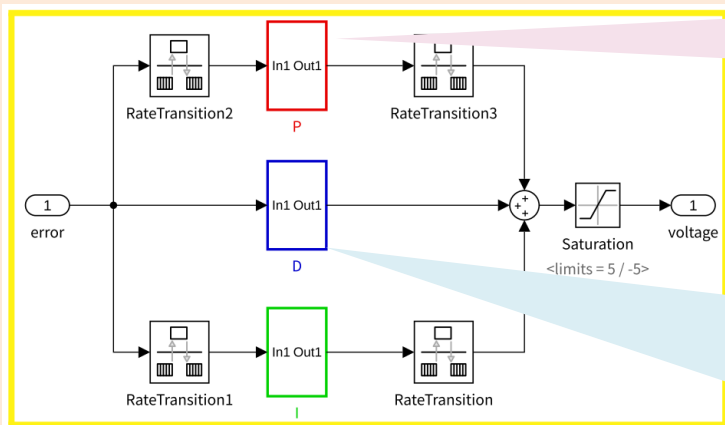 In1 Out1
RateTransition2
P
RateTransition3
1
error
In1 Out1
D
+
+
+
Saturation
<limits = 5 / -5>
1
voltage
In1 Out1
RateTransition1
I
RateTransition